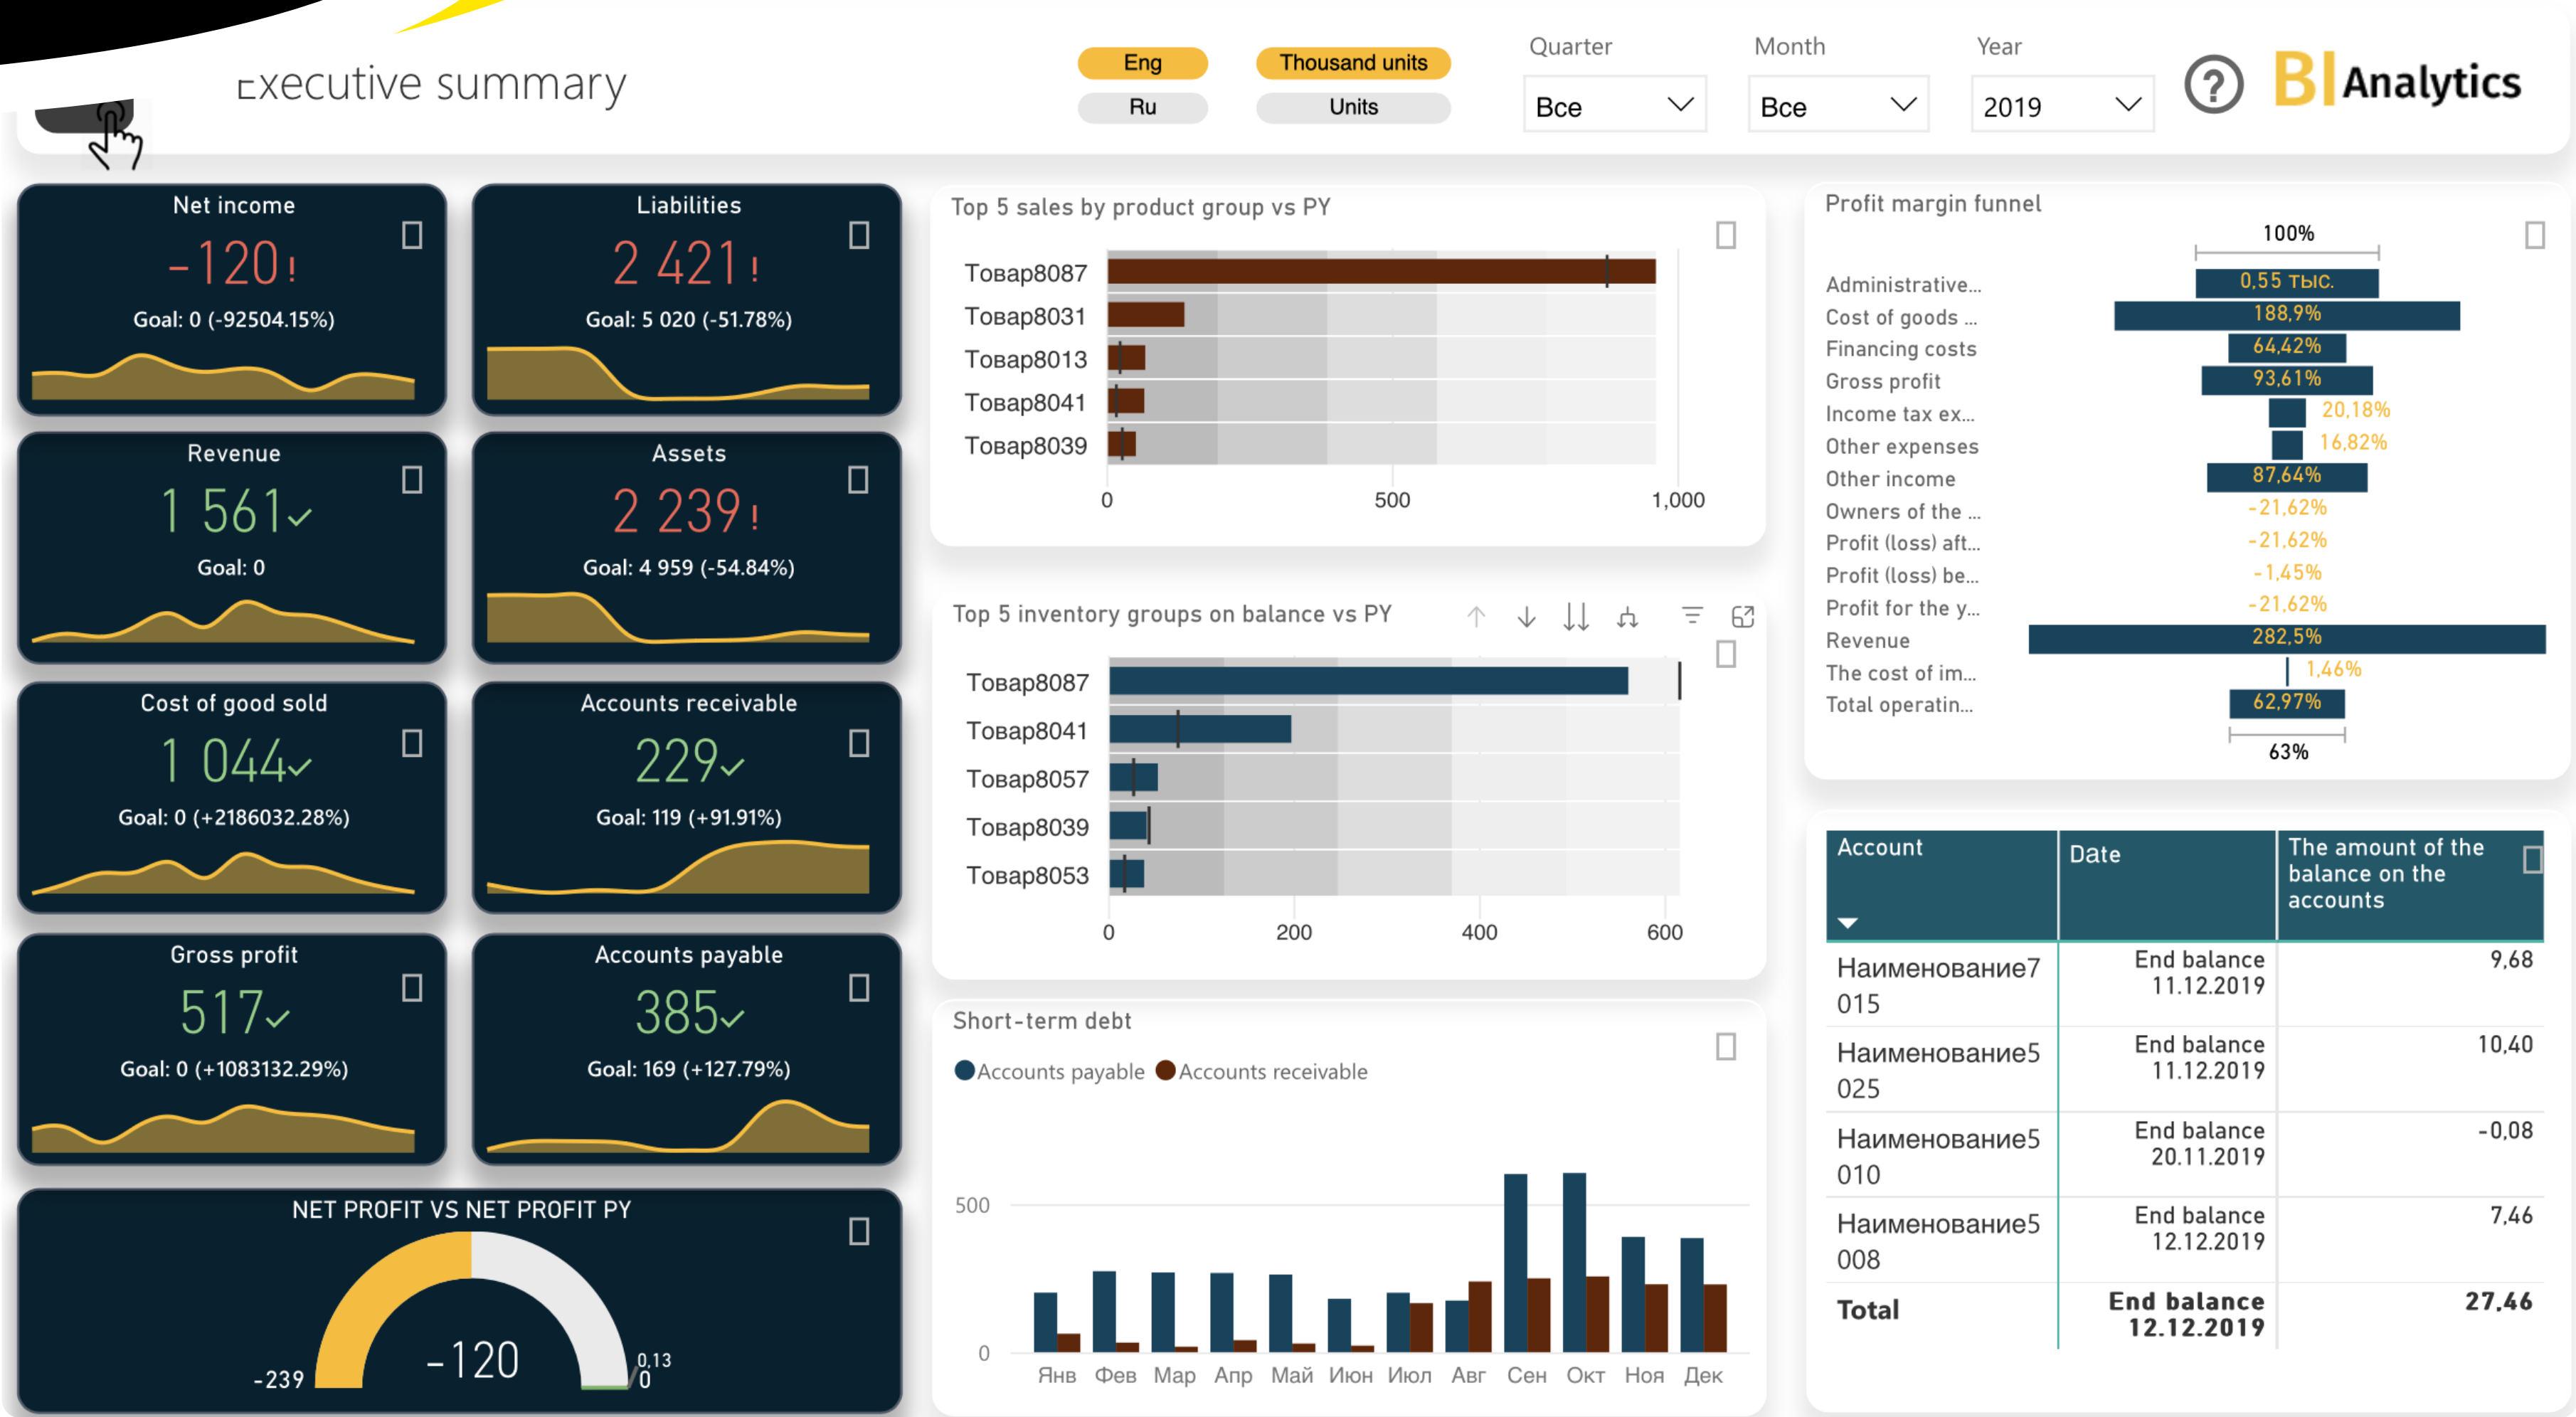 Executive summary
Eng
Ru
Thousand units
Units
Quarter
Все
Month
Все
Year
2019
?
BI Analytics
Net income
-120!
Goal: 0 (-92504.15%)
Liabilities
2 421!
Goal: 5 020 (-51.78%)
Revenue
1 561
Goal: 0
Assets
2 239!
Goal: 4 959 (-54.84%)
Cost of good sold
1 044
Goal: 0 (+2186032.28%)
Accounts receivable
229
Goal: 119 (+91.91%)
Gross profit
517
Goal: 0 (+1083132.29%)
Accounts payable
385
Goal: 169 (+127.79%)
NET PROFIT VS NET PROFIT PY
-239
-120
0,13
0
Top 5 sales by product group vs PY
Товар8087
Товар8031
Товар8013
Товар8041
Товар8039
0 500 1,000
Top 5 inventory groups on balance vs PY
Товар8087
Товар8041
Товар8057
Товар8039
Товар8053
0 200 400 600
Short-term debt
Accounts payable Accounts receivable
500
0
Янв Фев Мар Апр Май Июн Июл Авг Сен Окт Ноя Дек
Profit margin funnel
100%
Administrative... 0,55 тыс.
Cost of goods ... 188,9%
Financing costs 64,42%
Gross profit 93,61%
Income tax ex... 20,18%
Other expenses 16,82%
Other income 87,64%
Owners of the ... -21,62%
Profit (loss) aft... -21,62%
Profit (loss) be... -1,45%
Profit for the y... -21,62%
Revenue 282,5%
The cost of im... 1,46%
Total operatin... 62,97%
63%
Account
Date
The amount of the
balance on the
accounts
Наименование7
015
End balance
11.12.2019
9,68
Наименование5
025
End balance
11.12.2019
10,40
Наименование5
010
End balance
20.11.2019
-0,08
Наименование5
008
End balance
12.12.2019
7,46
Total
End balance
12.12.2019
27,46